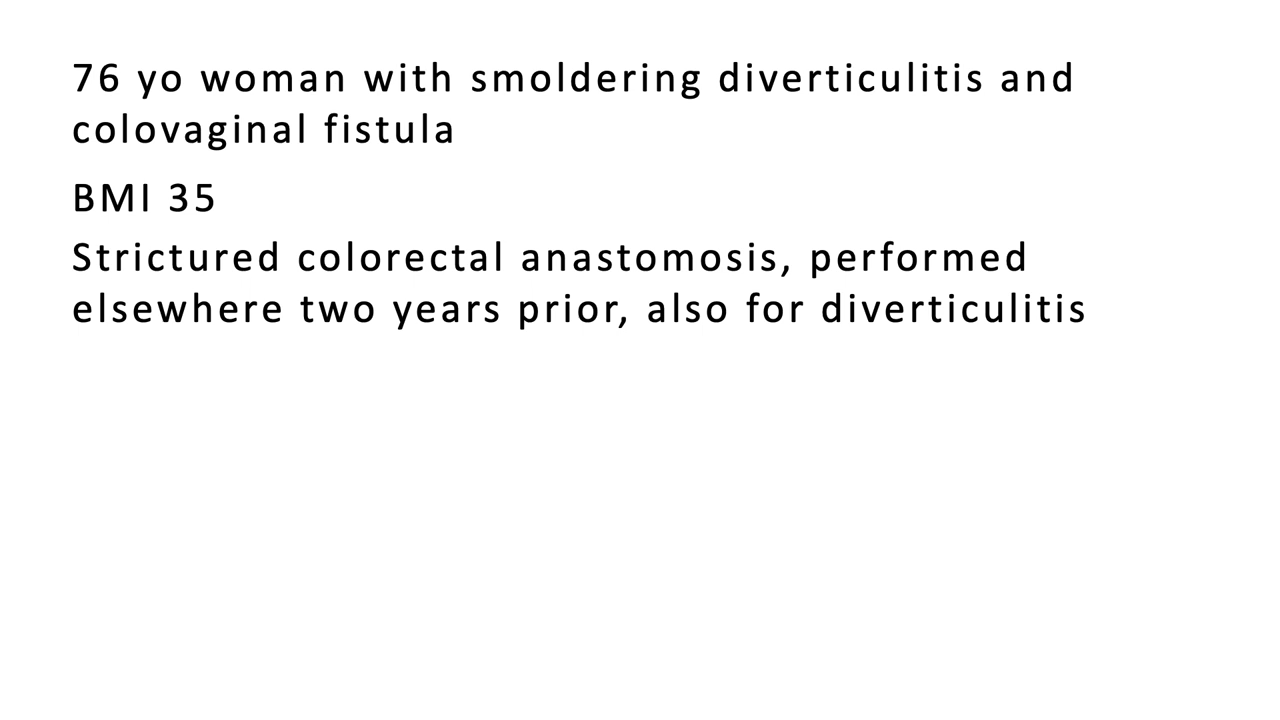 76 yo woman with smoldering diverticulitis and
colovaginal fistula
BMI 35
Strictured colorectal anastomosis, performed
elsewhere two years prior, also for diverticulitis